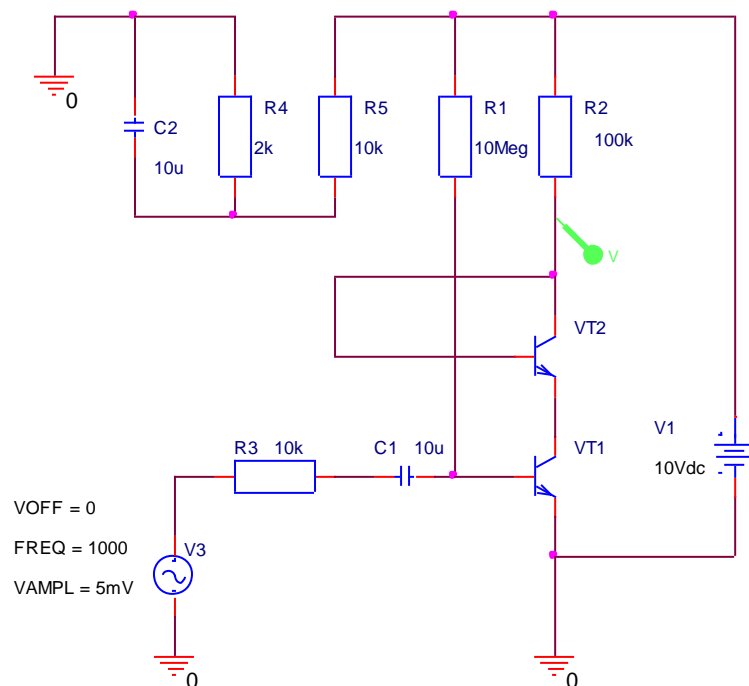 0
C2
10u
R4
2k
R5
10k
R1
10Meg
R2
100k
V
VT2
R3 10k
C1 10u
VT1
V1
10Vdc
VOFF = 0
FREQ = 1000
VAMPL = 5mV
V3
0
0